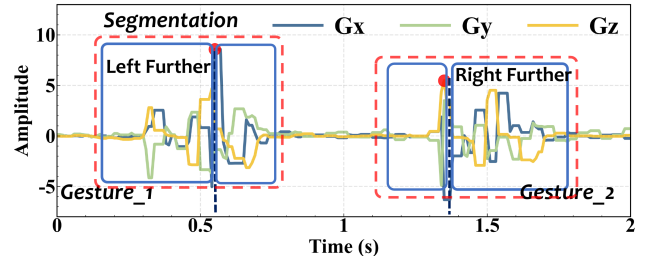 Segmentation
Gx Gy Gz
10
Left Further
Right Further
5
Amplitude
0
-5
Gesture_1
Gesture_2
0 0.5 1 1.5 2
Time (s)